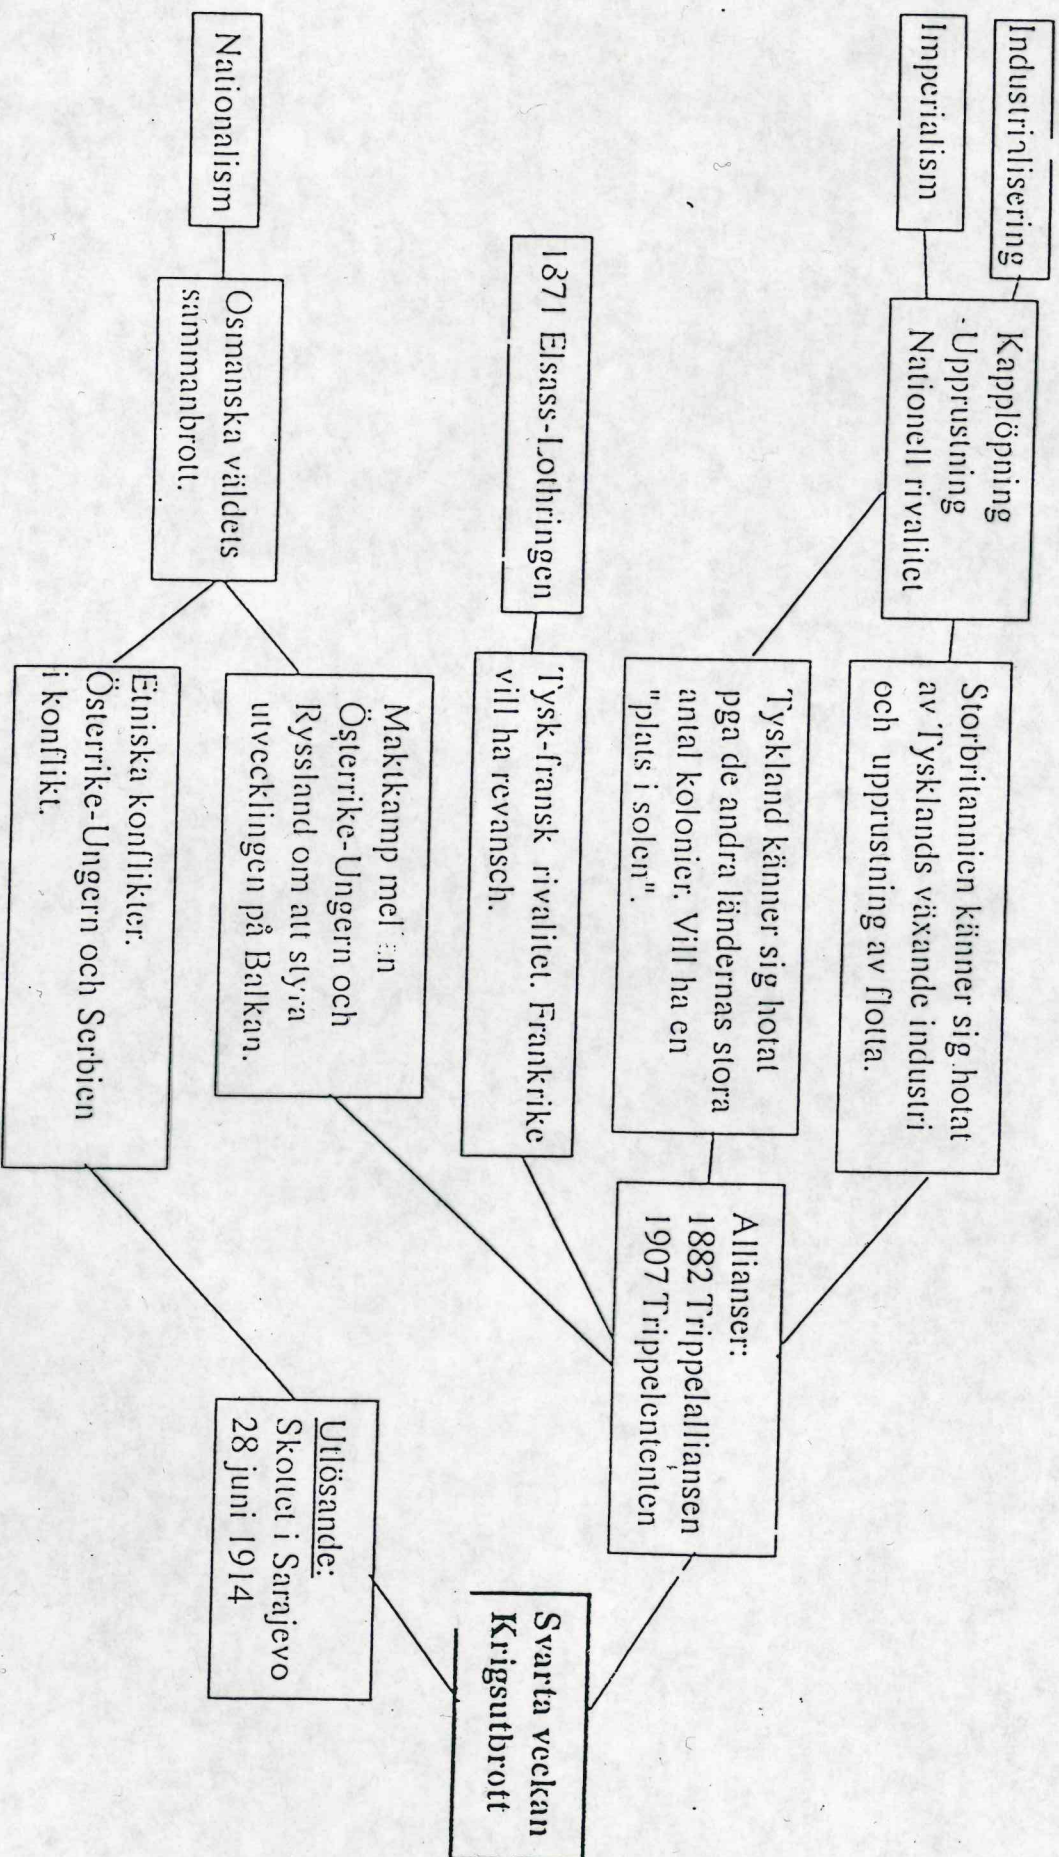 Industrialisering
Imperialism
Kapplöpning
Upprustning
Nationell rivalitet
Storbritannien känner sig hotat
av Tysklands växande industri
och upprustning av flotta.
Tyskland känner sig hotat
pga de andra ländernas stora
antal kolonier. Vill ha en
"plats i solen".
1871 Elsass-Lothringen
Tysk-fransk rivalitet. Frankrike
vill ha revansch.
Nationalism
Osmanska väldets
sammanbrott.
Maktkamp mellan
Österrike-Ungern och
Ryssland om att styra
utvecklingen på Balkan.
Etniska konflikter.
Österrike-Ungern och Serbien
i konflikt.
Allianser:
1882 Trippelalliansen
1907 Trippelententen
Utlösande:
Skottet i Sarajevo
28 juni 1914
Svarta veckan
Krigsutbrott